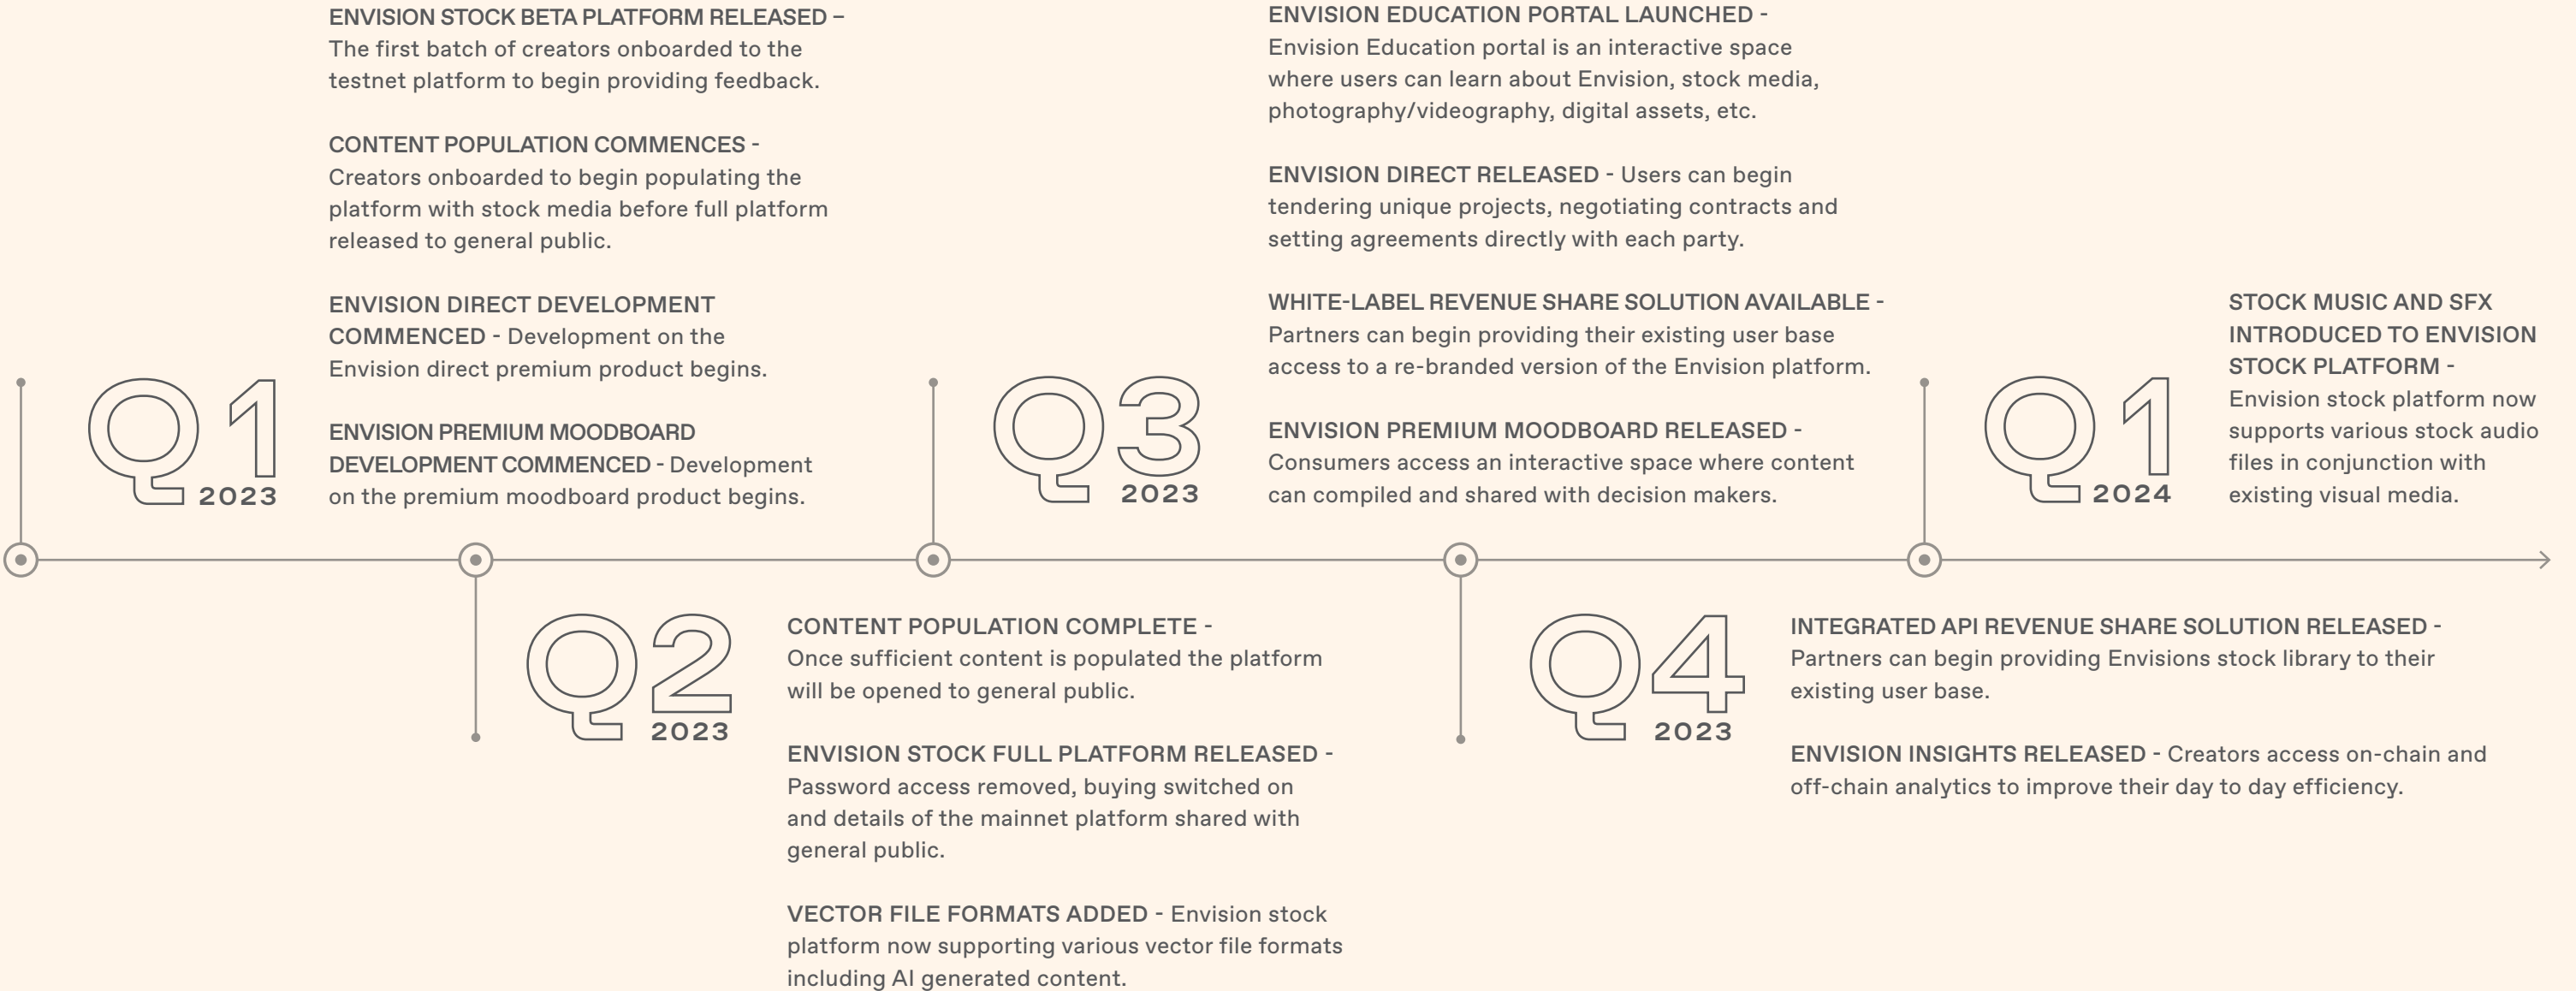 ENVISION STOCK BETA PLATFORM RELEASED –
The first batch of creators onboarded to the
testnet platform to begin providing feedback.
CONTENT POPULATION COMMENCES -
Creators onboarded to begin populating the
platform with stock media before full platform
released to general public.
ENVISION DIRECT DEVELOPMENT
COMMENCED - Development on the
Envision direct premium product begins.
ENVISION PREMIUM MOODBOARD
DEVELOPMENT COMMENCED - Development
on the premium moodboard product begins.
Q1
2023
Q2
2023
CONTENT POPULATION COMPLETE -
Once sufficient content is populated the platform
will be opened to general public.
ENVISION STOCK FULL PLATFORM RELEASED -
Password access removed, buying switched on
and details of the mainnet platform shared with
general public.
VECTOR FILE FORMATS ADDED - Envision stock
platform now supporting various vector file formats
including AI generated content.
Q3
2023
ENVISION EDUCATION PORTAL LAUNCHED -
Envision Education portal is an interactive space
where users can learn about Envision, stock media,
photography/videography, digital assets, etc.
ENVISION DIRECT RELEASED - Users can begin
tendering unique projects, negotiating contracts and
setting agreements directly with each party.
WHITE-LABEL REVENUE SHARE SOLUTION AVAILABLE -
Partners can begin providing their existing user base
access to a re-branded version of the Envision platform.
ENVISION PREMIUM MOODBOARD RELEASED -
Consumers access an interactive space where content
can compiled and shared with decision makers.
Q4
2023
INTEGRATED API REVENUE SHARE SOLUTION RELEASED -
Partners can begin providing Envisions stock library to their
existing user base.
ENVISION INSIGHTS RELEASED - Creators access on-chain and
off-chain analytics to improve their day to day efficiency.
Q1
2024
STOCK MUSIC AND SFX
INTRODUCED TO ENVISION
STOCK PLATFORM -
Envision stock platform now
supports various stock audio
files in conjunction with
existing visual media.